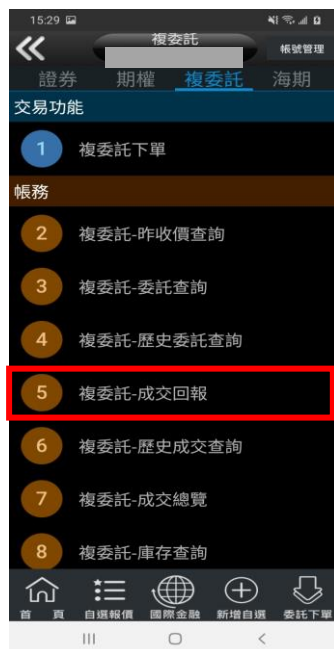 15:29
複委託
帳號管理
證券 期權 複委託 海期
交易功能
1 複委託下單
帳務
2 複委託-昨收價查詢
3 複委託-委託查詢
4 複委託-歷史委託查詢
5 複委託-成交回報
6 複委託-歷史成交查詢
7 複委託-成交總覽
8 複委託-庫存查詢
首 頁 自選報價 國際金融 新增自選 委託下單